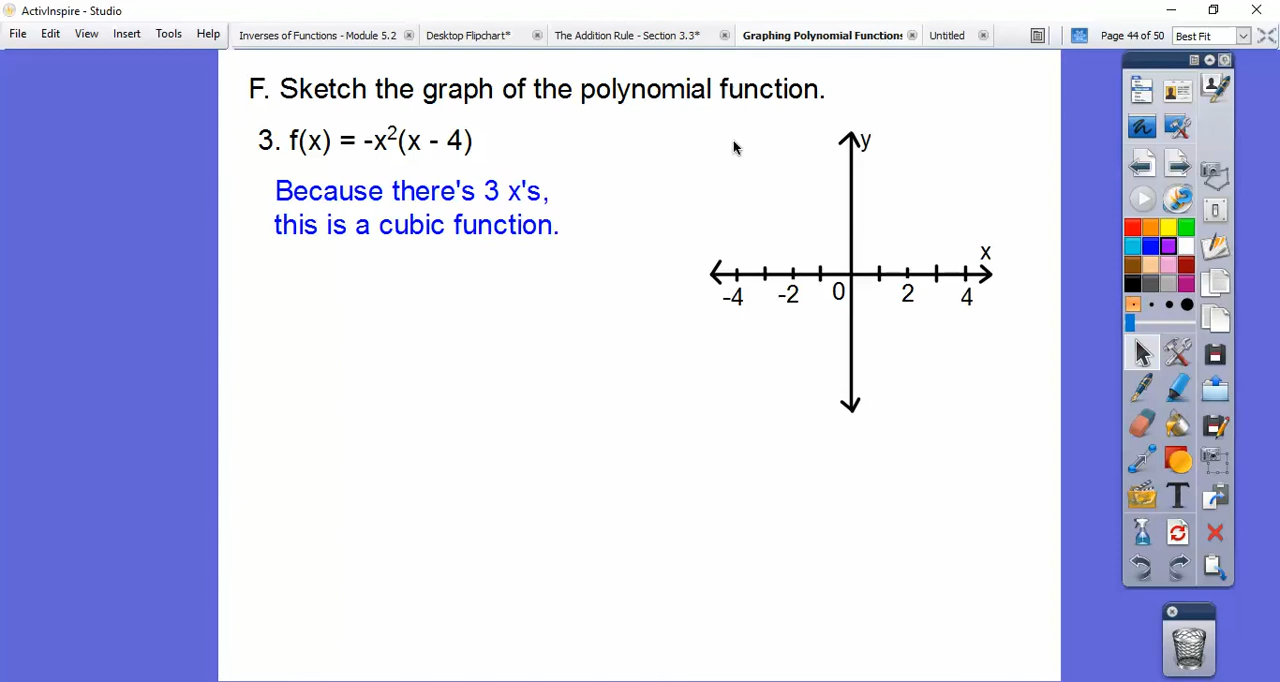 ActivInspire - Studio
File Edit View Insert Tools Help
Inverses of Functions - Module 5.2 Desktop Flipchart* The Addition Rule - Section 3.3* Graphing Polynomial Functions Untitled Page 44 of 50 Best Fit
F. Sketch the graph of the polynomial function.
3. f(x) = -x²(x - 4)
Because there's 3 x's,
this is a cubic function.
y
x
-4 -2 0 2 4